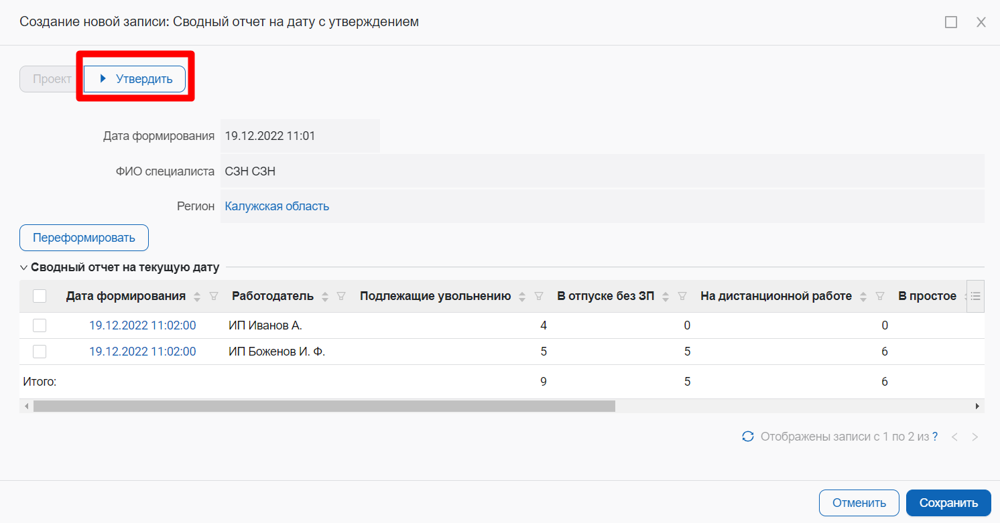 Создание новой записи: Сводный отчет на дату с утверждением
Проект Утвердить
Дата формирования 19.12.2022 11:01
ФИО специалиста СЗН СЗН
Регион Калужская область
Переформировать
Сводный отчет на текущую дату
Дата формирования Работодатель Подлежащие увольнению В отпуске без ЗП На дистанционной работе В простое
19.12.2022 11:02:00 ИП Иванов А. 4 0 0
19.12.2022 11:02:00 ИП Боженов И. Ф. 5 5 6
Итого: 9 5 6
Отображены записи с 1 по 2 из ?
Отменить Сохранить